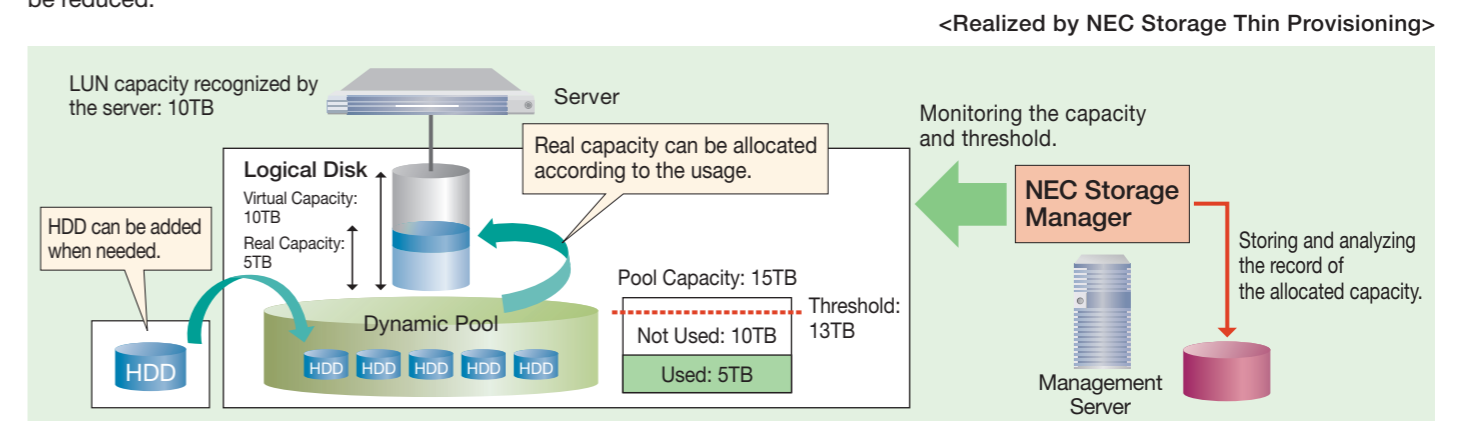 be reduced.
<Realized by NEC Storage Thin Provisioning>
LUN capacity recognized by
the server: 10TB
Server
Real capacity can be allocated
according to the usage.
Monitoring the capacity
and threshold.
Logical Disk
Virtual Capacity:
10TB
Real Capacity:
5TB
HDD can be added
when needed.
NEC Storage
Manager
Storing and analyzing
the record of
the allocated capacity.
Pool Capacity: 15TB
Threshold:
13TB
Not Used: 10TB
Used: 5TB
Dynamic Pool
HDD HDD HDD HDD HDD
HDD
Management
Server